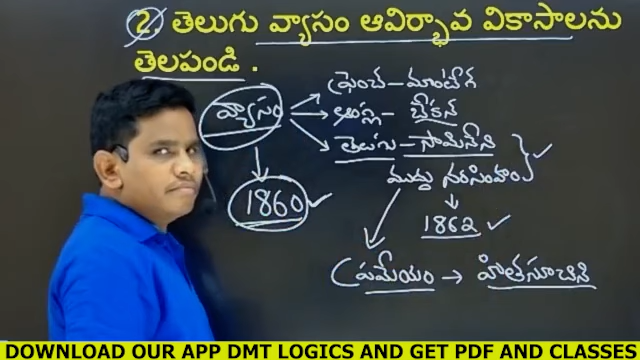 2. తెలుగు వ్యాసం ఆవిర్భావ వికాసాలను
తెలపండి .
వ్యాసం
ఫ్రెంచ్ – మాంటేగ్
ఆంగ్ల – బేకన్
తెలుగు – సామినేని
ముద్దు నరసింహం
1860
1862
ప్రమేయం → హితసూచిని
DOWNLOAD OUR APP DMT LOGICS AND GET PDF AND CLASSES